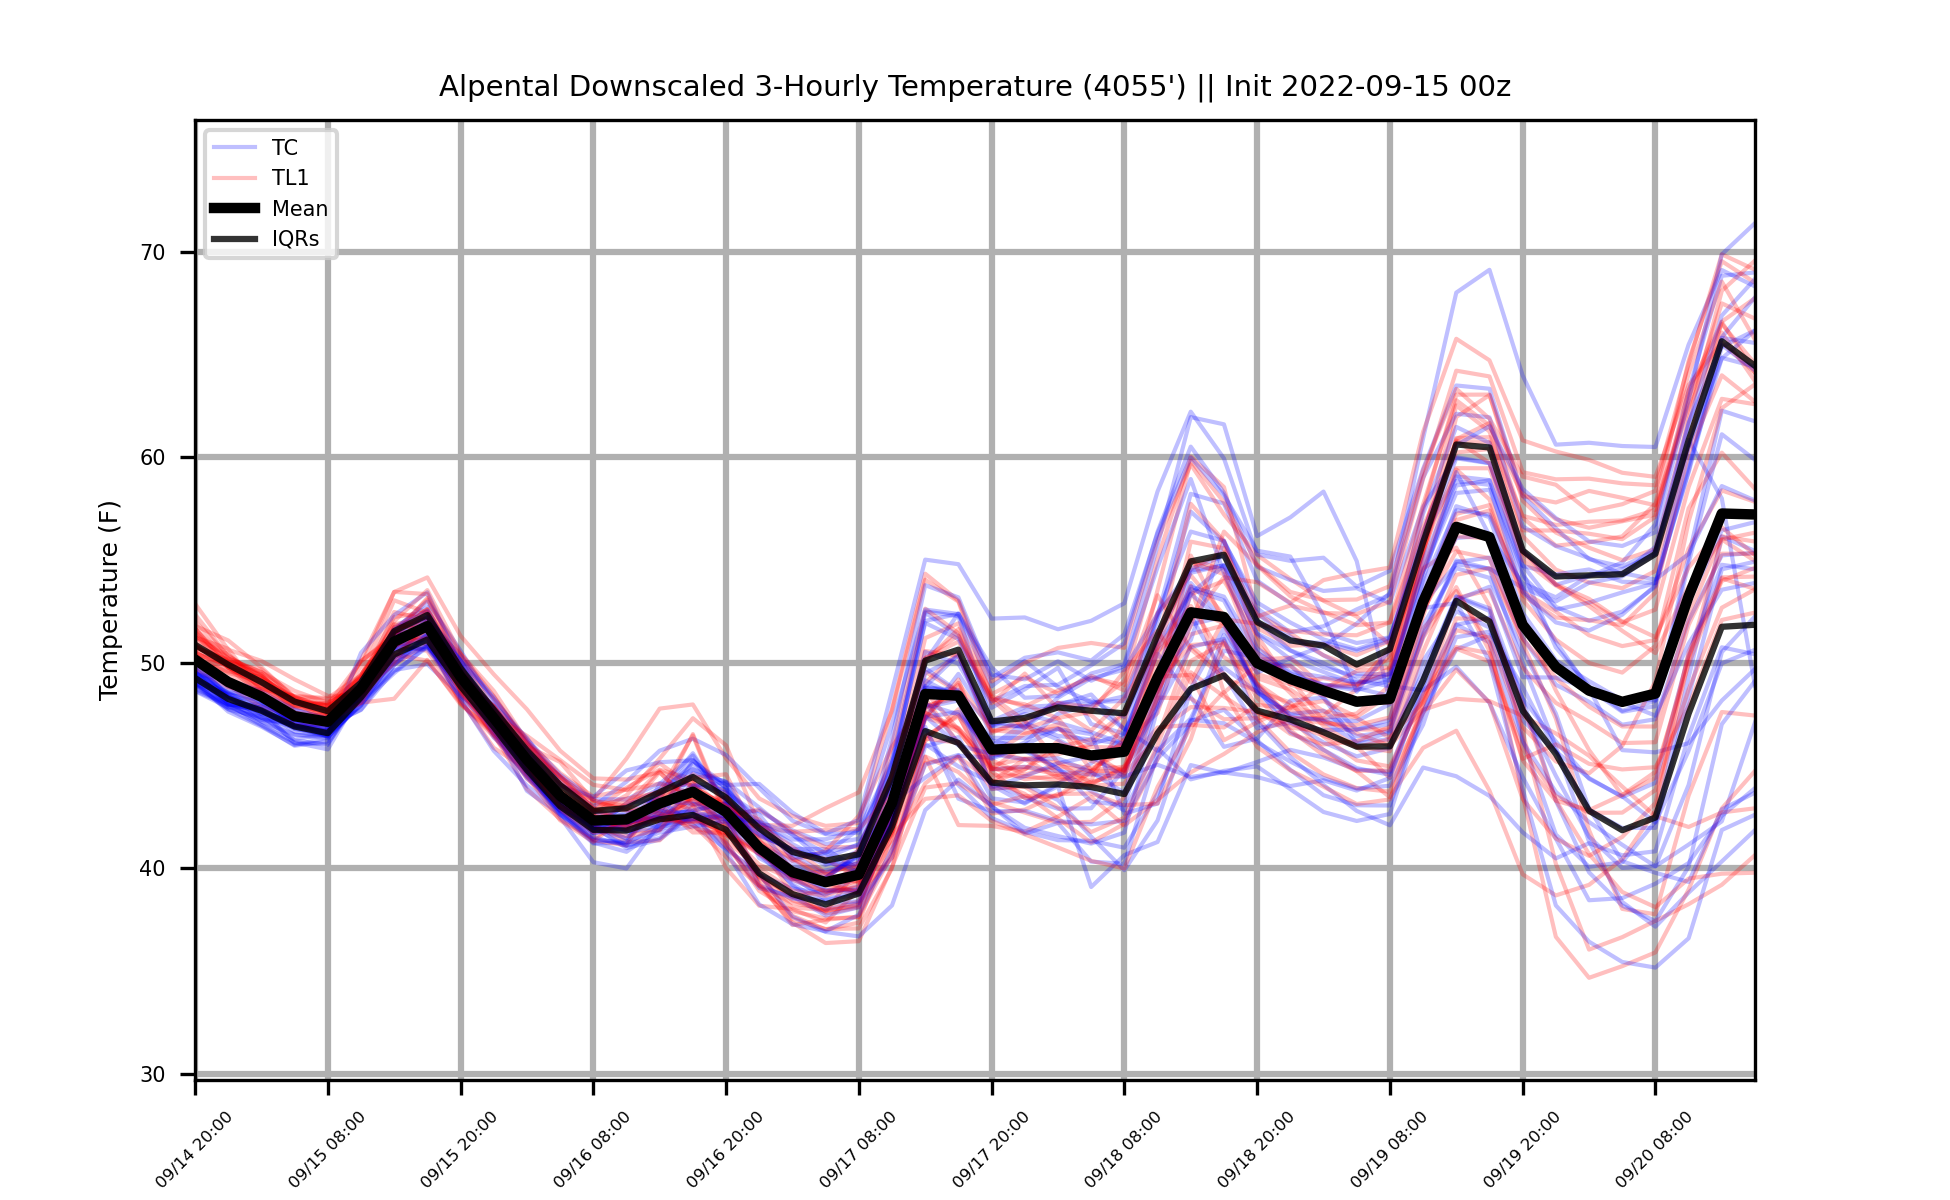 Alpental Downscaled 3-Hourly Temperature (4055') || Init 2022-09-15 00z
TC
TL1
Mean
IQRs
Temperature (F)
70
60
50
40
30
09/14 20:00
09/15 08:00
09/15 20:00
09/16 08:00
09/16 20:00
09/17 08:00
09/17 20:00
09/18 08:00
09/18 20:00
09/19 08:00
09/19 20:00
09/20 08:00